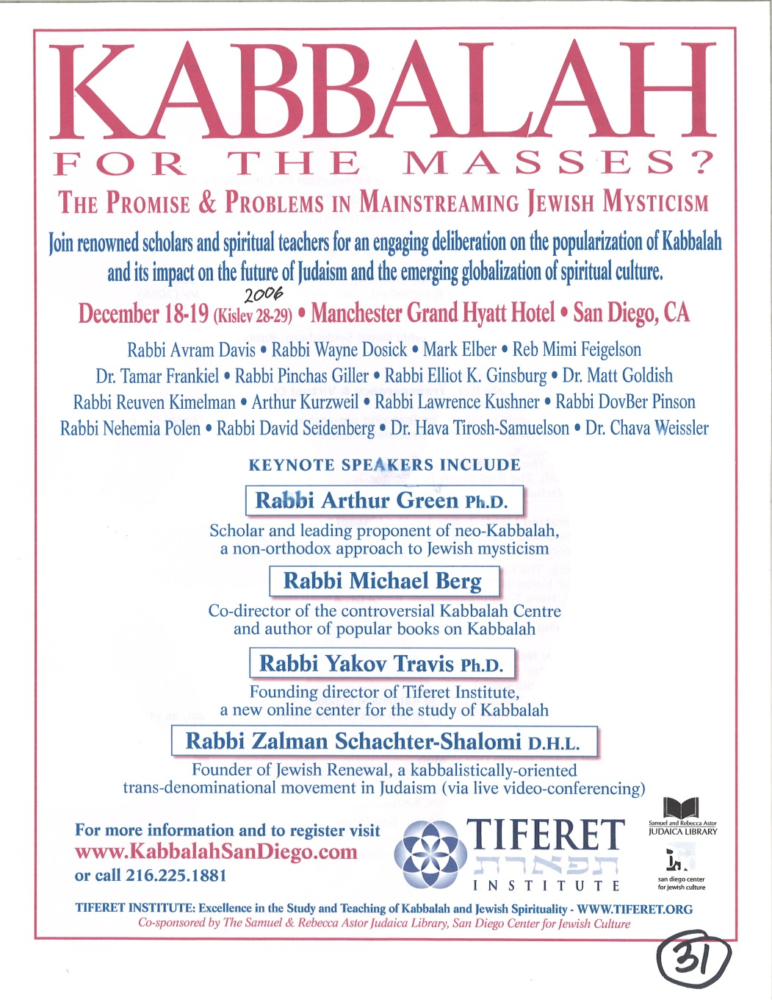 KABBALAH
FOR THE MASSES?
THE PROMISE & PROBLEMS IN MAINSTREAMING JEWISH MYSTICISM
Join renowned scholars and spiritual teachers for an engaging deliberation on the popularization of Kabbalah
and its impact on the future of Judaism and the emerging globalization of spiritual culture.
2006
December 18-19 (Kislev 28-29) • Manchester Grand Hyatt Hotel • San Diego, CA
Rabbi Avram Davis • Rabbi Wayne Dosick • Mark Elber • Reb Mimi Feigelson
Dr. Tamar Frankiel • Rabbi Pinchas Giller • Rabbi Elliot K. Ginsburg • Dr. Matt Goldish
Rabbi Reuven Kimelman • Arthur Kurzweil • Rabbi Lawrence Kushner • Rabbi DovBer Pinson
Rabbi Nehemia Polen • Rabbi David Seidenberg • Dr. Hava Tirosh-Samuelson • Dr. Chava Weissler
KEYNOTE SPEAKERS INCLUDE
Rabbi Arthur Green Ph.D.
Scholar and leading proponent of neo-Kabbalah,
a non-orthodox approach to Jewish mysticism
Rabbi Michael Berg
Co-director of the controversial Kabbalah Centre
and author of popular books on Kabbalah
Rabbi Yakov Travis Ph.D.
Founding director of Tiferet Institute,
a new online center for the study of Kabbalah
Rabbi Zalman Schachter-Shalomi D.H.L.
Founder of Jewish Renewal, a kabbalistically-oriented
trans-denominational movement in Judaism (via live video-conferencing)
For more information and to register visit
www.KabbalahSanDiego.com
or call 216.225.1881
TIFERET
תפארת
INSTITUTE
Samuel and Rebecca Astor
JUDAICA LIBRARY
san diego center
for jewish culture
TIFERET INSTITUTE: Excellence in the Study and Teaching of Kabbalah and Jewish Spirituality - WWW.TIFERET.ORG
Co-sponsored by The Samuel & Rebecca Astor Judaica Library, San Diego Center for Jewish Culture
31